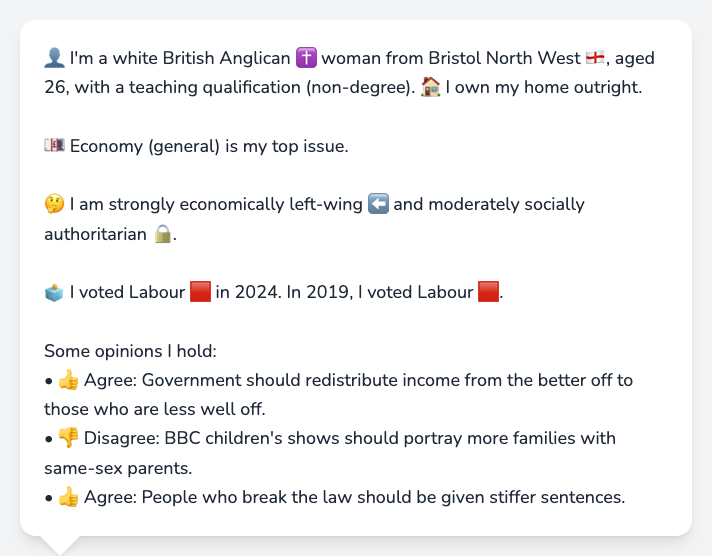 👤 I'm a white British Anglican ✝️ woman from Bristol North West 🏴󠁧󠁢󠁥󠁮󠁧󠁿, aged
26, with a teaching qualification (non-degree). 🏠 I own my home outright.
💷 Economy (general) is my top issue.
🤔 I am strongly economically left-wing ⬅️ and moderately socially
authoritarian 🔒.
🗳️ I voted Labour 🟥 in 2024. In 2019, I voted Labour 🟥.
Some opinions I hold:
• 👍 Agree: Government should redistribute income from the better off to
those who are less well off.
• 👎 Disagree: BBC children's shows should portray more families with
same-sex parents.
• 👍 Agree: People who break the law should be given stiffer sentences.